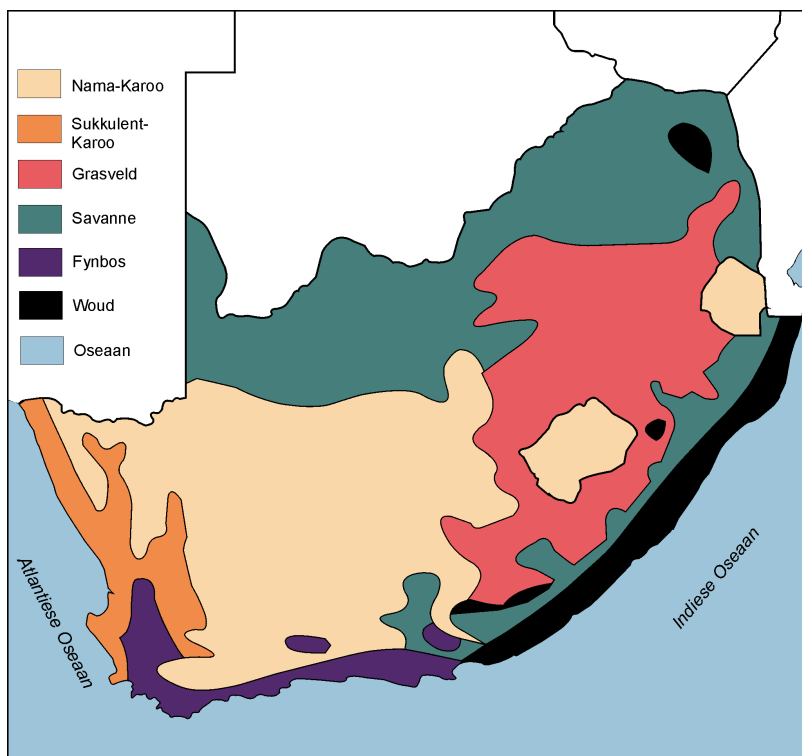 Nama-Karoo
Sukkulent-
Karoo
Grasveld
Savanne
Fynbos
Woud
Oseaan
Atlantiese Oseaan
Indiese Oseaan